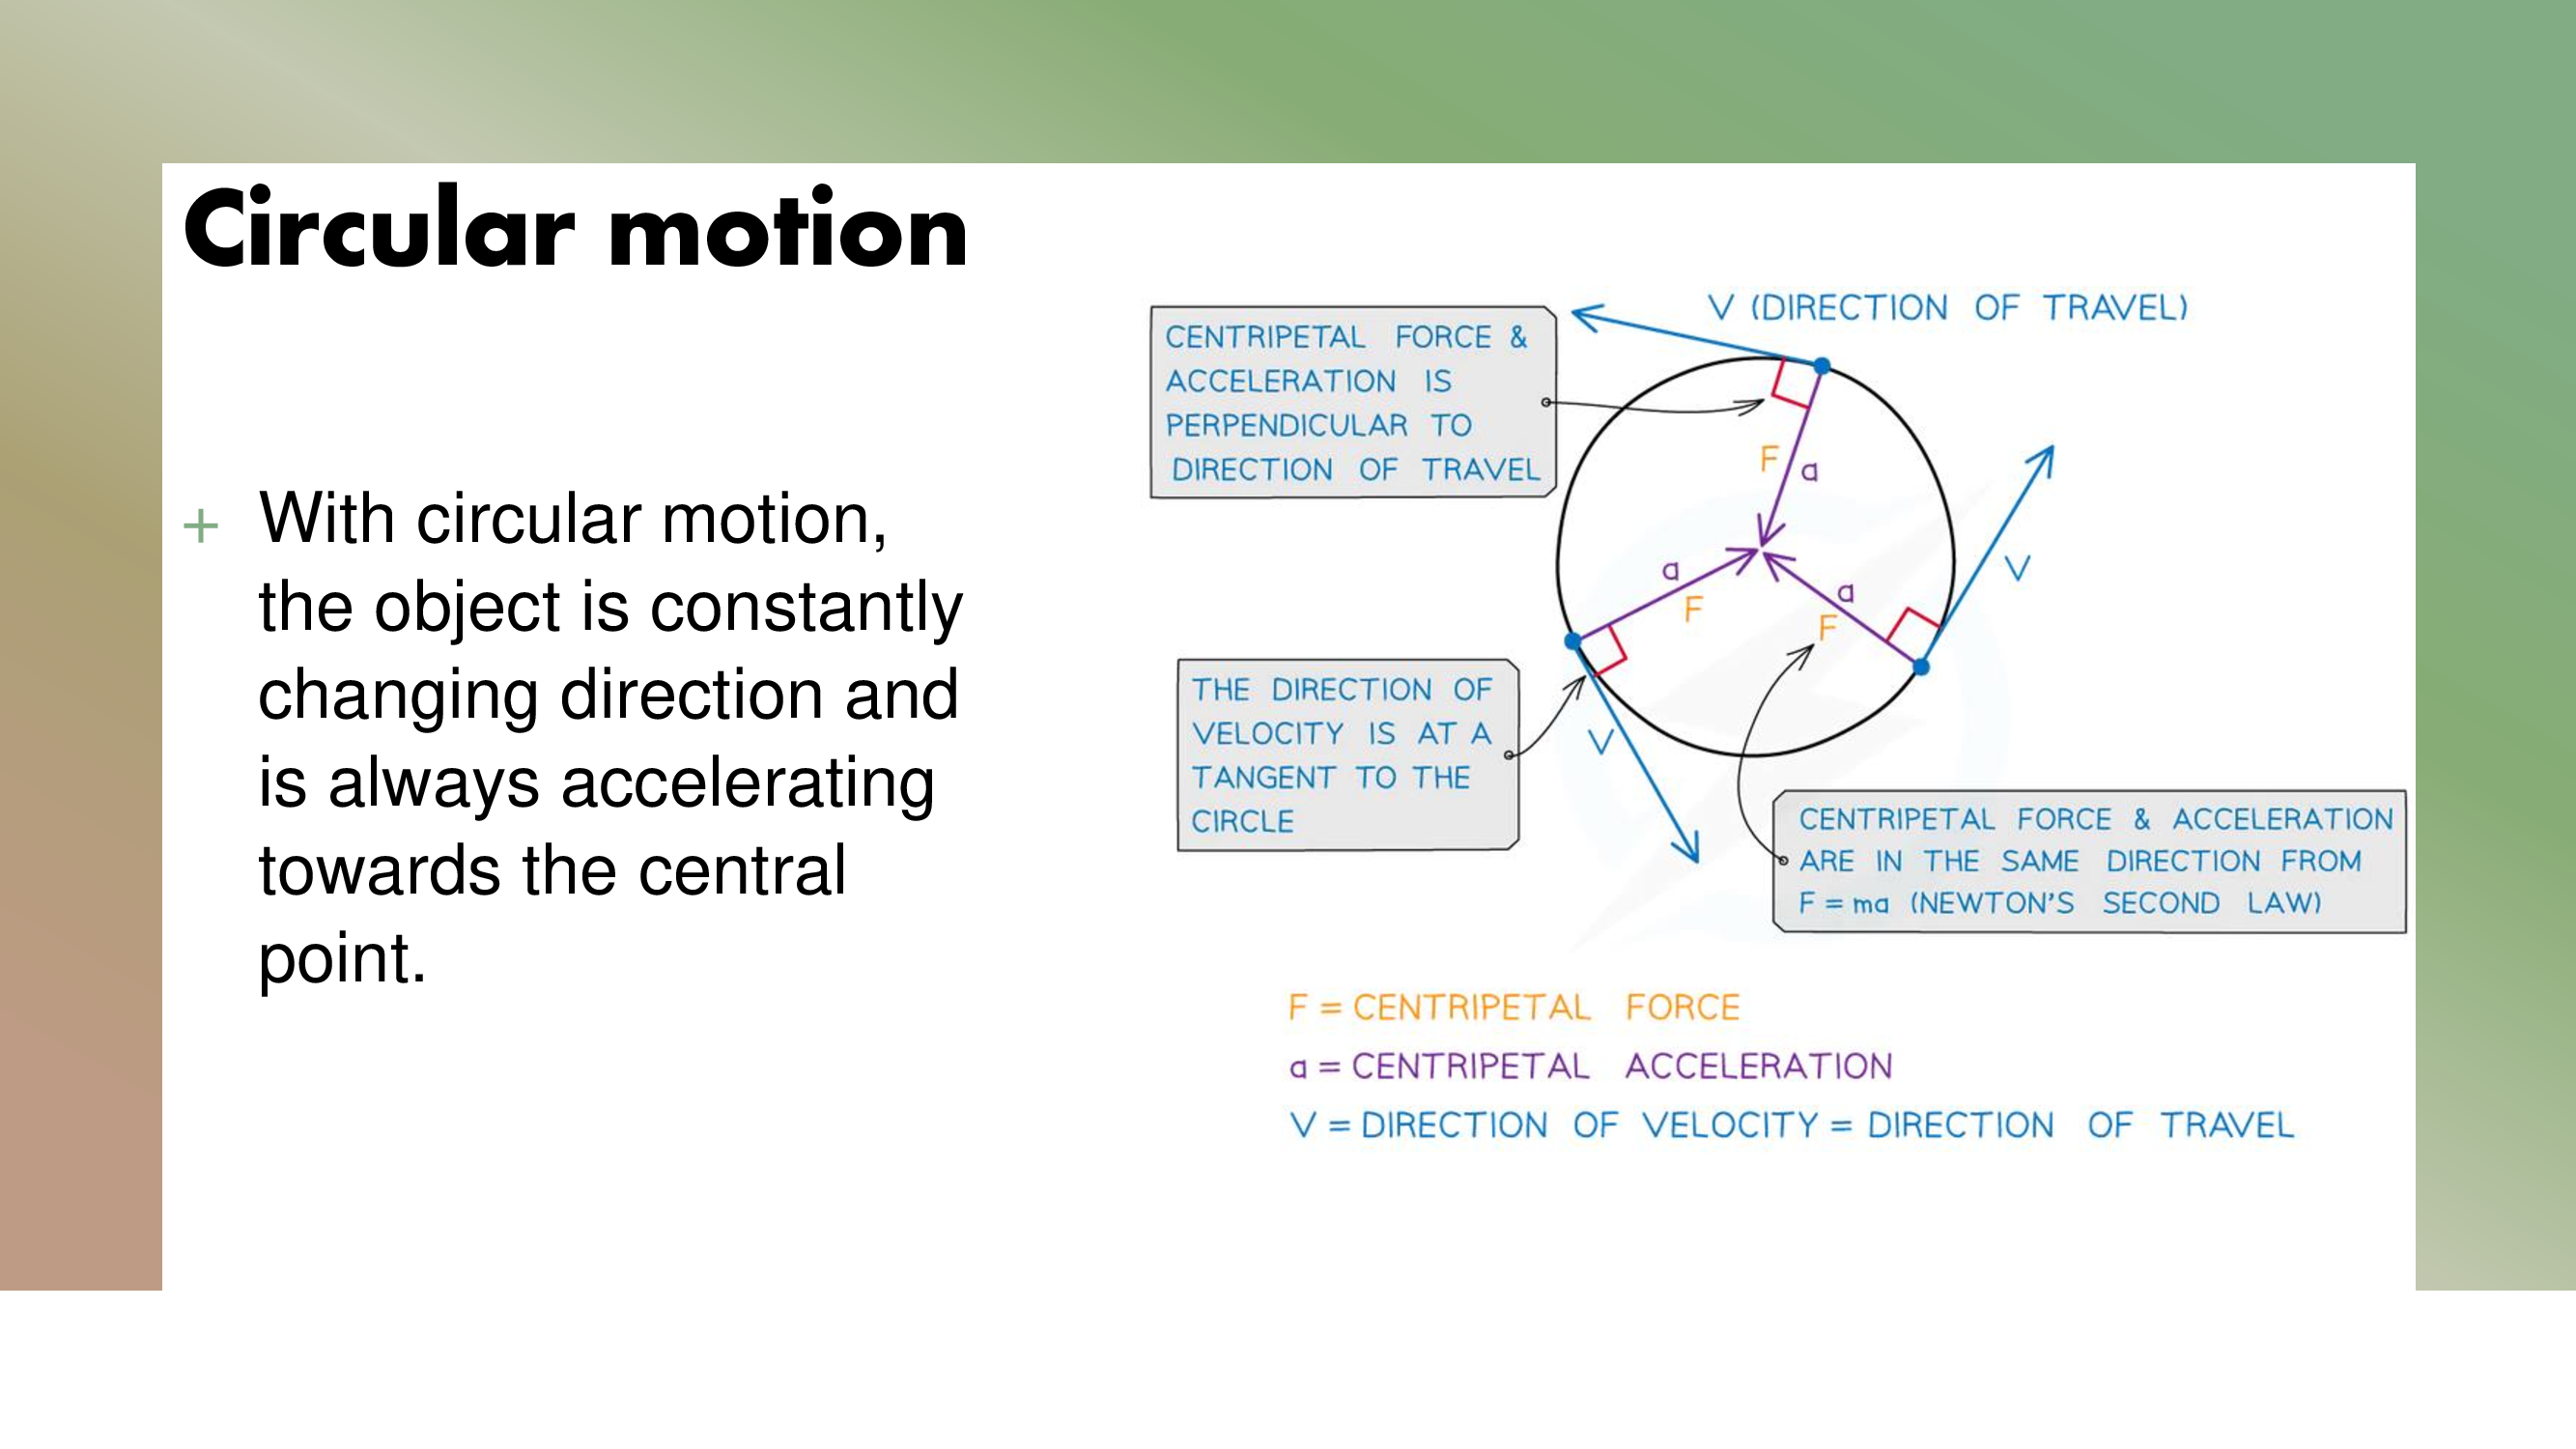 Circular motion
+ With circular motion,
the object is constantly
changing direction and
is always accelerating
towards the central
point.
V (DIRECTION OF TRAVEL)
CENTRIPETAL FORCE &
ACCELERATION IS
PERPENDICULAR TO
DIRECTION OF TRAVEL
F a
a
F
a
F
V
V
THE DIRECTION OF
VELOCITY IS AT A
TANGENT TO THE
CIRCLE
CENTRIPETAL FORCE & ACCELERATION
ARE IN THE SAME DIRECTION FROM
F = ma (NEWTON'S SECOND LAW)
F = CENTRIPETAL FORCE
a = CENTRIPETAL ACCELERATION
V = DIRECTION OF VELOCITY = DIRECTION OF TRAVEL